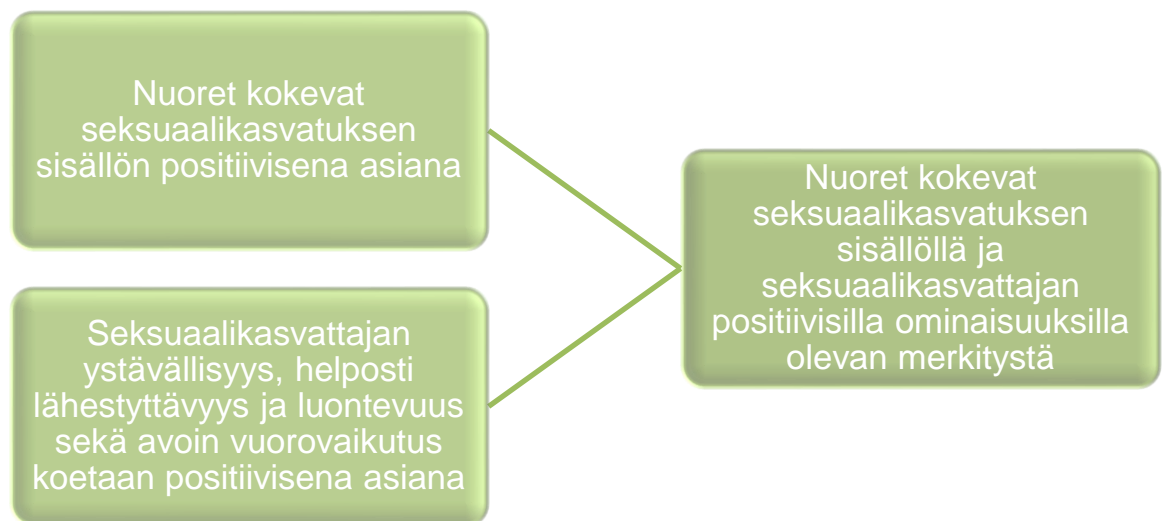 Nuoret kokevat
seksuaalikasvatuksen
sisällön positiivisena asiana
Seksuaalikasvattajan
ystävällisyys, helposti
lähestyttävyys ja luontevuus
sekä avoin vuorovaikutus
koetaan positiivisena asiana
Nuoret kokevat
seksuaalikasvatuksen
sisällöllä ja
seksuaalikasvattajan
positiivisilla ominaisuuksilla
olevan merkitystä